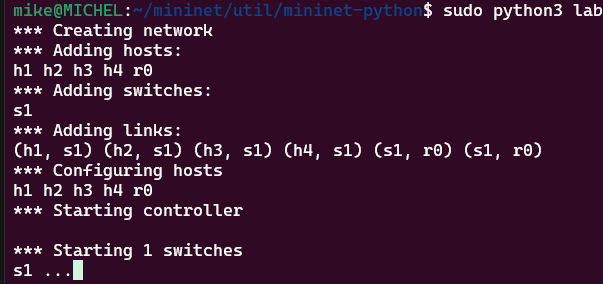 mike@MICHEL:~/mininet/util/mininet-python$ sudo python3 lab
*** Creating network
*** Adding hosts:
h1 h2 h3 h4 r0
*** Adding switches:
s1
*** Adding links:
(h1, s1) (h2, s1) (h3, s1) (h4, s1) (s1, r0) (s1, r0)
*** Configuring hosts
h1 h2 h3 h4 r0
*** Starting controller
*** Starting 1 switches
s1 ...